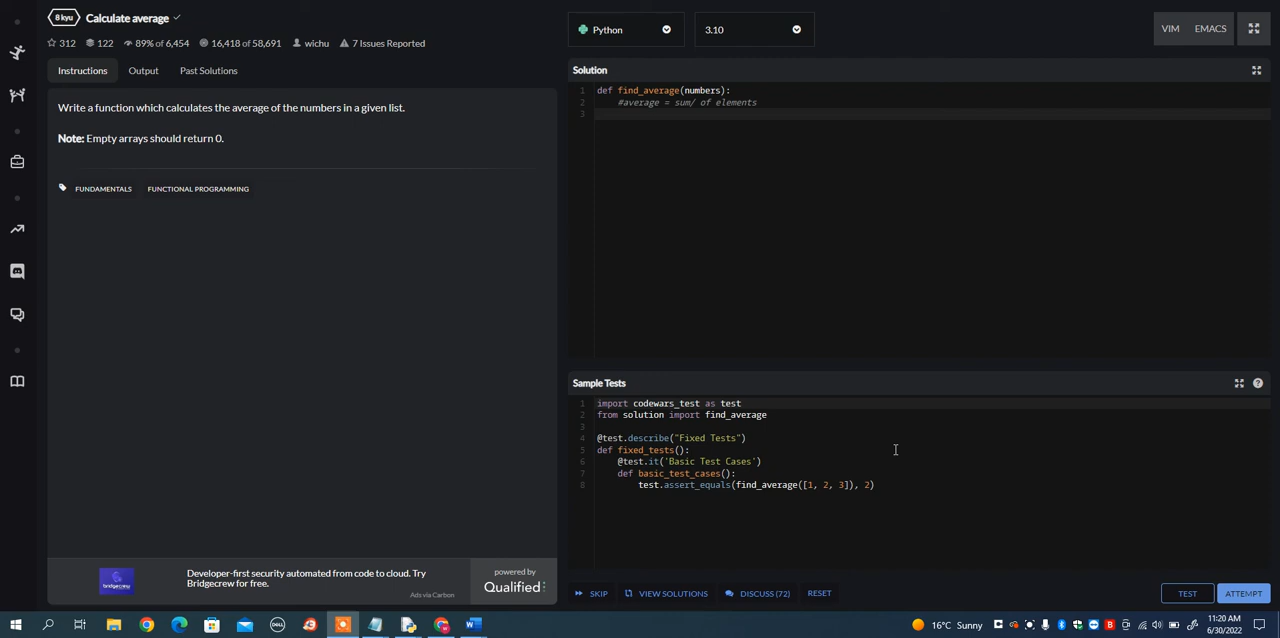 8 kyu Calculate average
312 122 89% of 6,454 16,418 of 58,691 wichu 7 Issues Reported
Instructions Output Past Solutions
Write a function which calculates the average of the numbers in a given list.
Note: Empty arrays should return 0.
FUNDAMENTALS FUNCTIONAL PROGRAMMING
bridgecrew
Developer-first security automated from code to cloud. Try
Bridgecrew for free.
Ads via Carbon
powered by
Qualified
Python 3.10 VIM EMACS
Solution
1 def find_average(numbers):
2 #average = sum/ of elements
3
Sample Tests
1 import codewars_test as test
2 from solution import find_average
3
4 @test.describe("Fixed Tests")
5 def fixed_tests():
6 @test.it('Basic Test Cases')
7 def basic_test_cases():
8 test.assert_equals(find_average([1, 2, 3]), 2)
SKIP VIEW SOLUTIONS DISCUSS (72) RESET TEST ATTEMPT
DELL
16°C Sunny
11:20 AM
6/30/2022